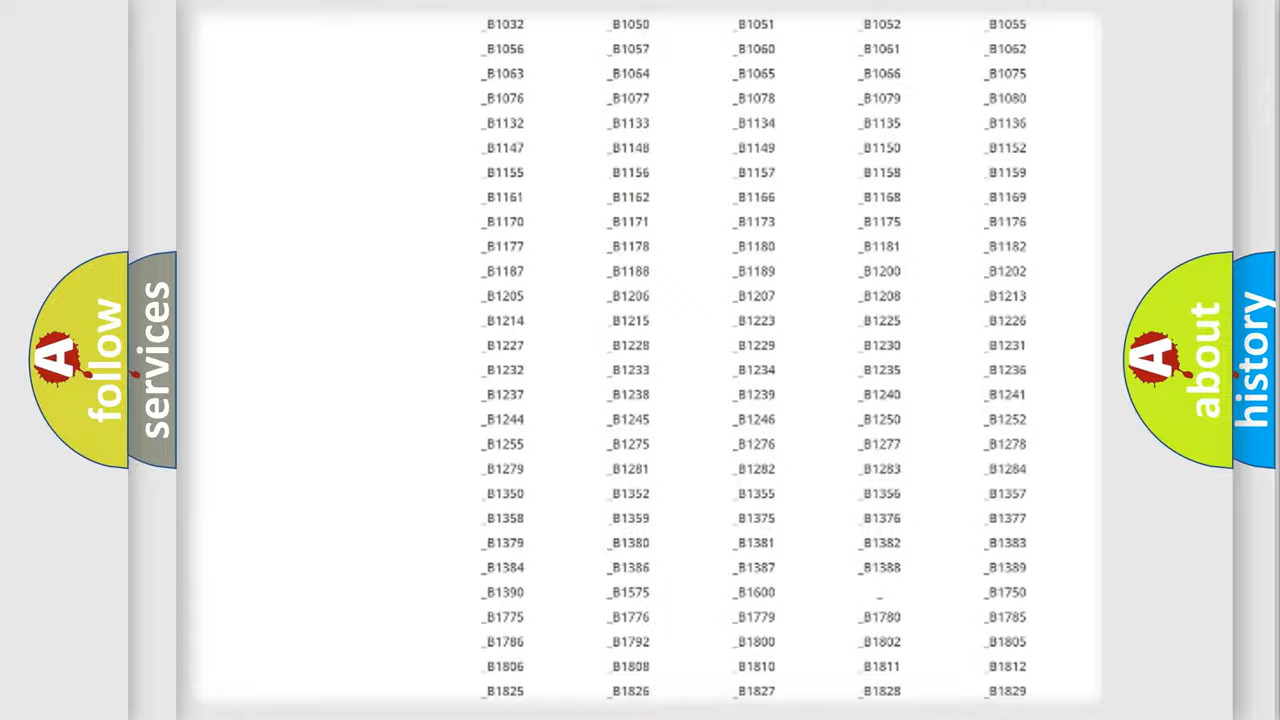 _B1032 _B1050 _B1051 _B1052 _B1055
_B1056 _B1057 _B1060 _B1061 _B1062
_B1063 _B1064 _B1065 _B1066 _B1075
_B1076 _B1077 _B1078 _B1079 _B1080
_B1132 _B1133 _B1134 _B1135 _B1136
_B1147 _B1148 _B1149 _B1150 _B1152
_B1155 _B1156 _B1157 _B1158 _B1159
_B1161 _B1162 _B1166 _B1168 _B1169
_B1170 _B1171 _B1173 _B1175 _B1176
_B1177 _B1178 _B1180 _B1181 _B1182
_B1187 _B1188 _B1189 _B1200 _B1202
_B1205 _B1206 _B1207 _B1208 _B1213
_B1214 _B1215 _B1223 _B1225 _B1226
_B1227 _B1228 _B1229 _B1230 _B1231
_B1232 _B1233 _B1234 _B1235 _B1236
_B1237 _B1238 _B1239 _B1240 _B1241
_B1244 _B1245 _B1246 _B1250 _B1252
_B1255 _B1275 _B1276 _B1277 _B1278
_B1279 _B1281 _B1282 _B1283 _B1284
_B1350 _B1352 _B1355 _B1356 _B1357
_B1358 _B1359 _B1375 _B1376 _B1377
_B1379 _B1380 _B1381 _B1382 _B1383
_B1384 _B1386 _B1387 _B1388 _B1389
_B1390 _B1575 _B1600 _ _B1750
_B1775 _B1776 _B1779 _B1780 _B1785
_B1786 _B1792 _B1800 _B1802 _B1805
_B1806 _B1808 _B1810 _B1811 _B1812
_B1825 _B1826 _B1827 _B1828 _B1829
A
follow
services
A
about
history